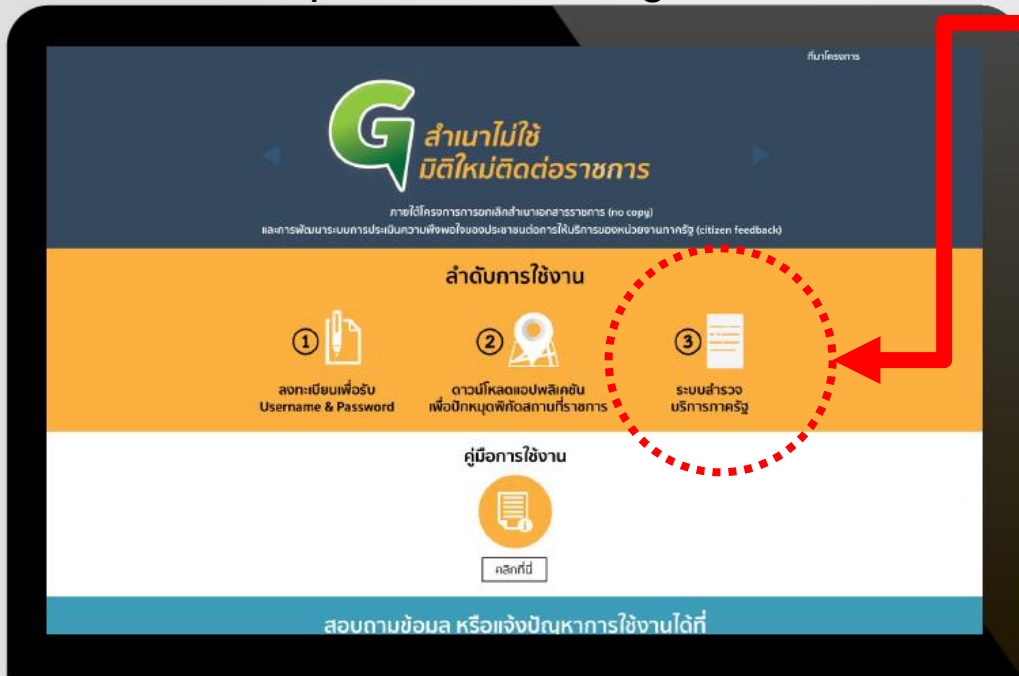 ที่มาโครงการ
G
สำเนาไม่ใช้
มิติใหม่ติดต่อราชการ
ภายใต้โครงการการยกเลิกสำเนาเอกสารราชการ (no copy)
และการพัฒนาระบบการประเมินความพึงพอใจของประชาชนต่อการให้บริการของหน่วยงานภาครัฐ (citizen feedback)
ลำดับการใช้งาน
1
ลงทะเบียนเพื่อรับ
Username & Password
2
ดาวน์โหลดแอปพลิเคชัน
เพื่อปักหมุดพิกัดสถานที่ราชการ
3
ระบบสำรวจ
บริการภาครัฐ
คู่มือการใช้งาน
คลิกที่นี่
สอบถามข้อมูล หรือแจ้งปัญหาการใช้งานได้ที่